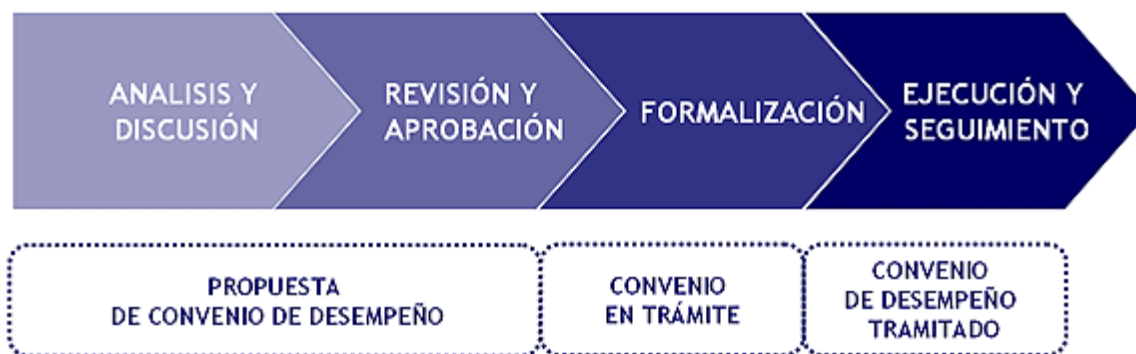 ANALISIS Y
DISCUSIÓN
REVISIÓN Y
APROBACIÓN
FORMALIZACIÓN
EJECUCIÓN Y
SEGUIMIENTO
PROPUESTA
DE CONVENIO DE DESEMPEÑO
CONVENIO
EN TRÁMITE
CONVENIO
DE DESEMPEÑO
TRAMITADO